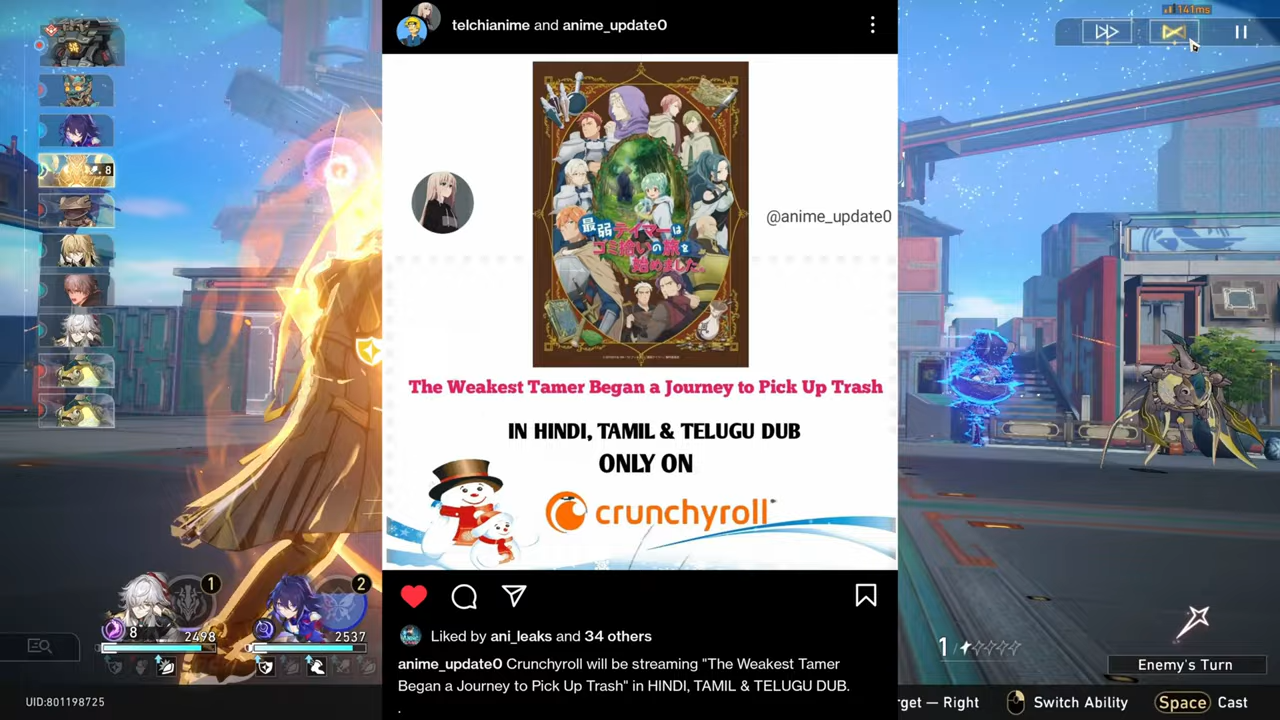 telchianime and anime_update0
141ms
.8
最弱テイマーは
ゴミ拾いの旅を
始めました。
@anime_update0
The Weakest Tamer Began a Journey to Pick Up Trash
IN HINDI, TAMIL & TELUGU DUB
ONLY ON
crunchyroll
Liked by ani_leaks and 34 others
anime_update0 Crunchyroll will be streaming "The Weakest Tamer
Began a Journey to Pick Up Trash" in HINDI, TAMIL & TELUGU DUB.
.
1
8
2498
2
2537
1
Enemy's Turn
UID:801198725
rget — Right
Switch Ability
Space
Cast